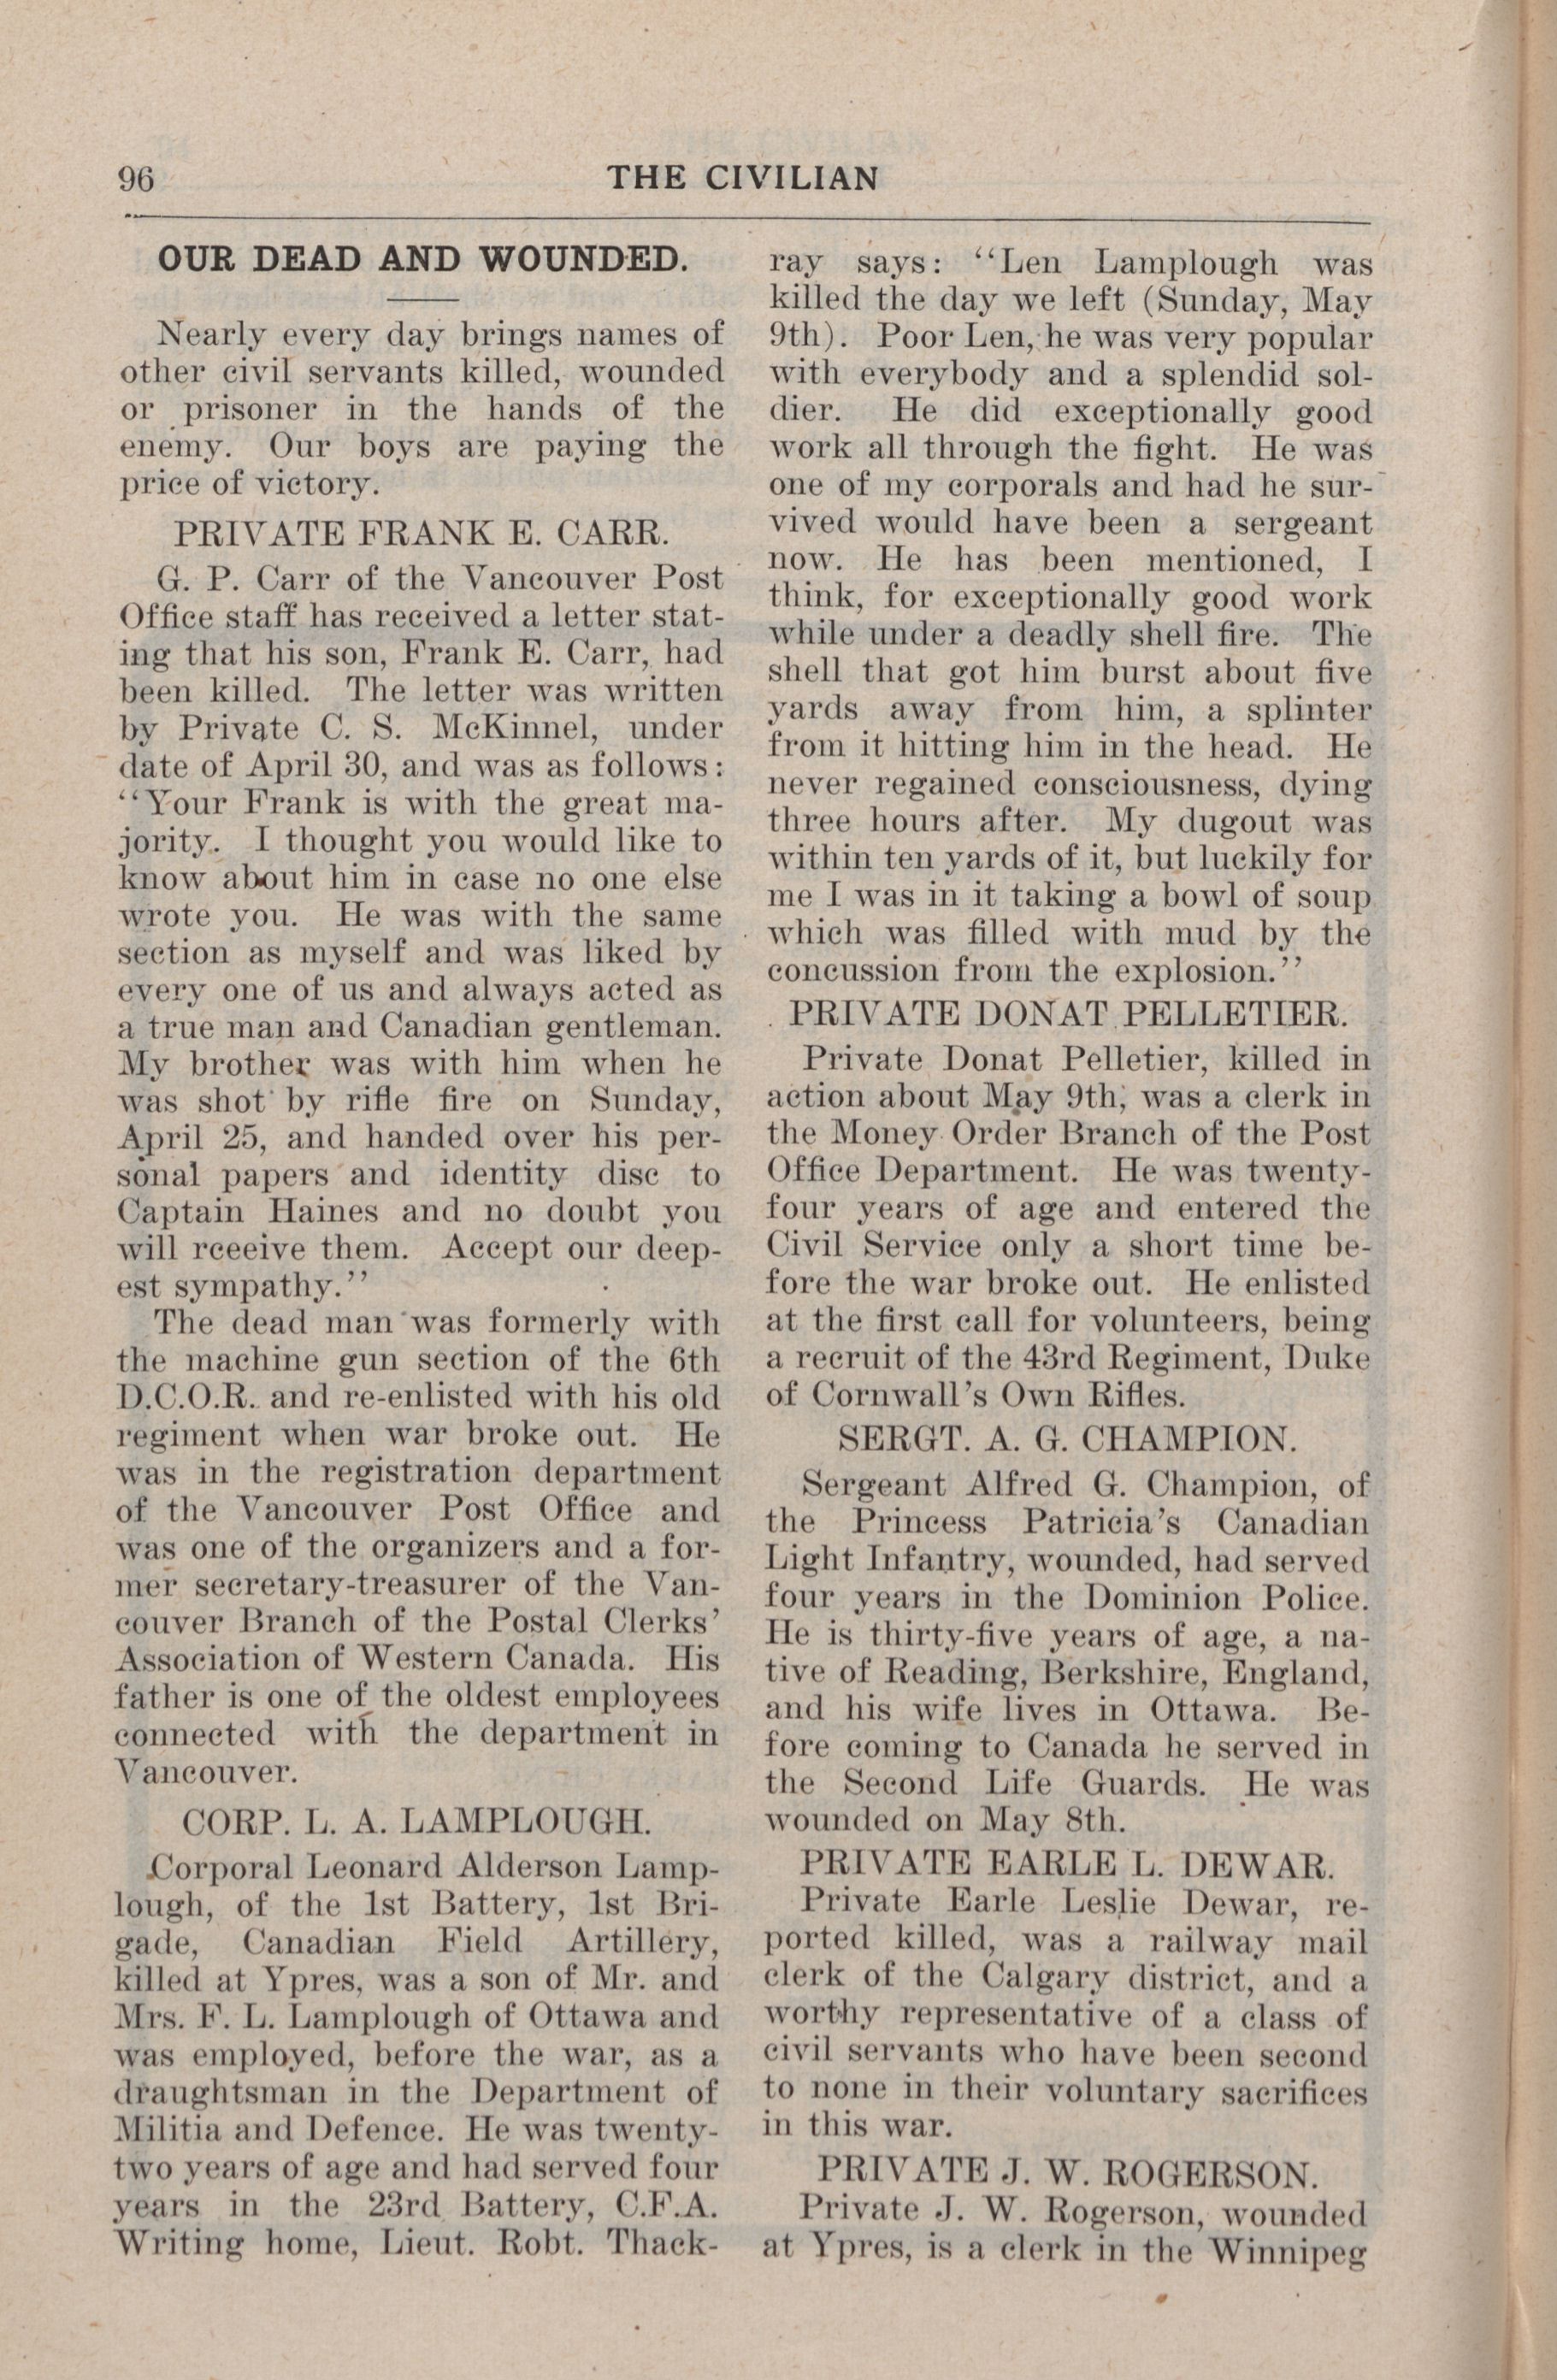 96
THE CIVILIAN
OUR DEAD AND WOUNDED.
Nearly every day brings names of
other civil servants killed, wounded
or prisoner in the hands of the
enemy. Our boys are paying the
price of victory.
PRIVATE FRANK E. CARR.
G. P. Carr of the Vancouver Post
Office staff has received a letter stat-
ing that his son, Frank E. Carr, had
been killed. The letter was written
by Private C. S. McKinnel, under
date of April 30, and was as follows:
"Your Frank is with the great ma-
jority. I thought you would like to
know about him in case no one else
wrote you. He was with the same
section as myself and was liked by
every one of us and always acted as
a true man and Canadian gentleman.
My brother was with him when he
was shot by rifle fire on Sunday,
April 25, and handed over his per-
sonal papers and identity disc to
Captain Haines and no doubt you
will rceeive them. Accept our deep-
est sympathy."
The dead man was formerly with
the machine gun section of the 6th
D.C.O.R. and re-enlisted with his old
regiment when war broke out. He
was in the registration department
of the Vancouver Post Office and
was one of the organizers and a for-
mer secretary-treasurer of the Van-
couver Branch of the Postal Clerks'
Association of Western Canada. His
father is one of the oldest employees
connected with the department in
Vancouver.
CORP. L. A. LAMPLOUGH.
Corporal Leonard Alderson Lamp-
lough, of the 1st Battery, 1st Bri-
gade, Canadian Field Artillery,
killed at Ypres, was a son of Mr. and
Mrs. F. L. Lamplough of Ottawa and
was employed, before the war, as a
draughtsman in the Department of
Militia and Defence. He was twenty-
two years of age and had served four
years in the 23rd Battery, C.F.A.
Writing home, Lieut. Robt. Thack-
ray says: "Len Lamplough was
killed the day we left (Sunday, May
9th). Poor Len, he was very popular
with everybody and a splendid sol-
dier. He did exceptionally good
work all through the fight. He was
one of my corporals and had he sur-
vived would have been a sergeant
now. He has been mentioned, I
think, for exceptionally good work
while under a deadly shell fire. The
shell that got him burst about five
yards away from him, a splinter
from it hitting him in the head. He
never regained consciousness, dying
three hours after. My dugout was
within ten yards of it, but luckily for
me I was in it taking a bowl of soup
which was filled with mud by the
concussion from the explosion."
PRIVATE DONAT PELLETIER.
Private Donat Pelletier, killed in
action about May 9th, was a clerk in
the Money Order Branch of the Post
Office Department. He was twenty-
four years of age and entered the
Civil Service only a short time be-
fore the war broke out. He enlisted
at the first call for volunteers, being
a recruit of the 43rd Regiment, Duke
of Cornwall's Own Rifles.
SERGT. A. G. CHAMPION.
Sergeant Alfred G. Champion, of
the Princess Patricia's Canadian
Light Infantry, wounded, had served
four years in the Dominion Police.
He is thirty-five years of age, a na-
tive of Reading, Berkshire, England,
and his wife lives in Ottawa. Be-
fore coming to Canada he served in
the Second Life Guards. He was
wounded on May 8th.
PRIVATE EARLE L. DEWAR.
Private Earle Leslie Dewar, re-
ported killed, was a railway mail
clerk of the Calgary district, and a
worthy representative of a class of
civil servants who have been second
to none in their voluntary sacrifices
in this war.
PRIVATE J. W. ROGERSON.
Private J. W. Rogerson, wounded
at Ypres, is a clerk in the Winnipeg